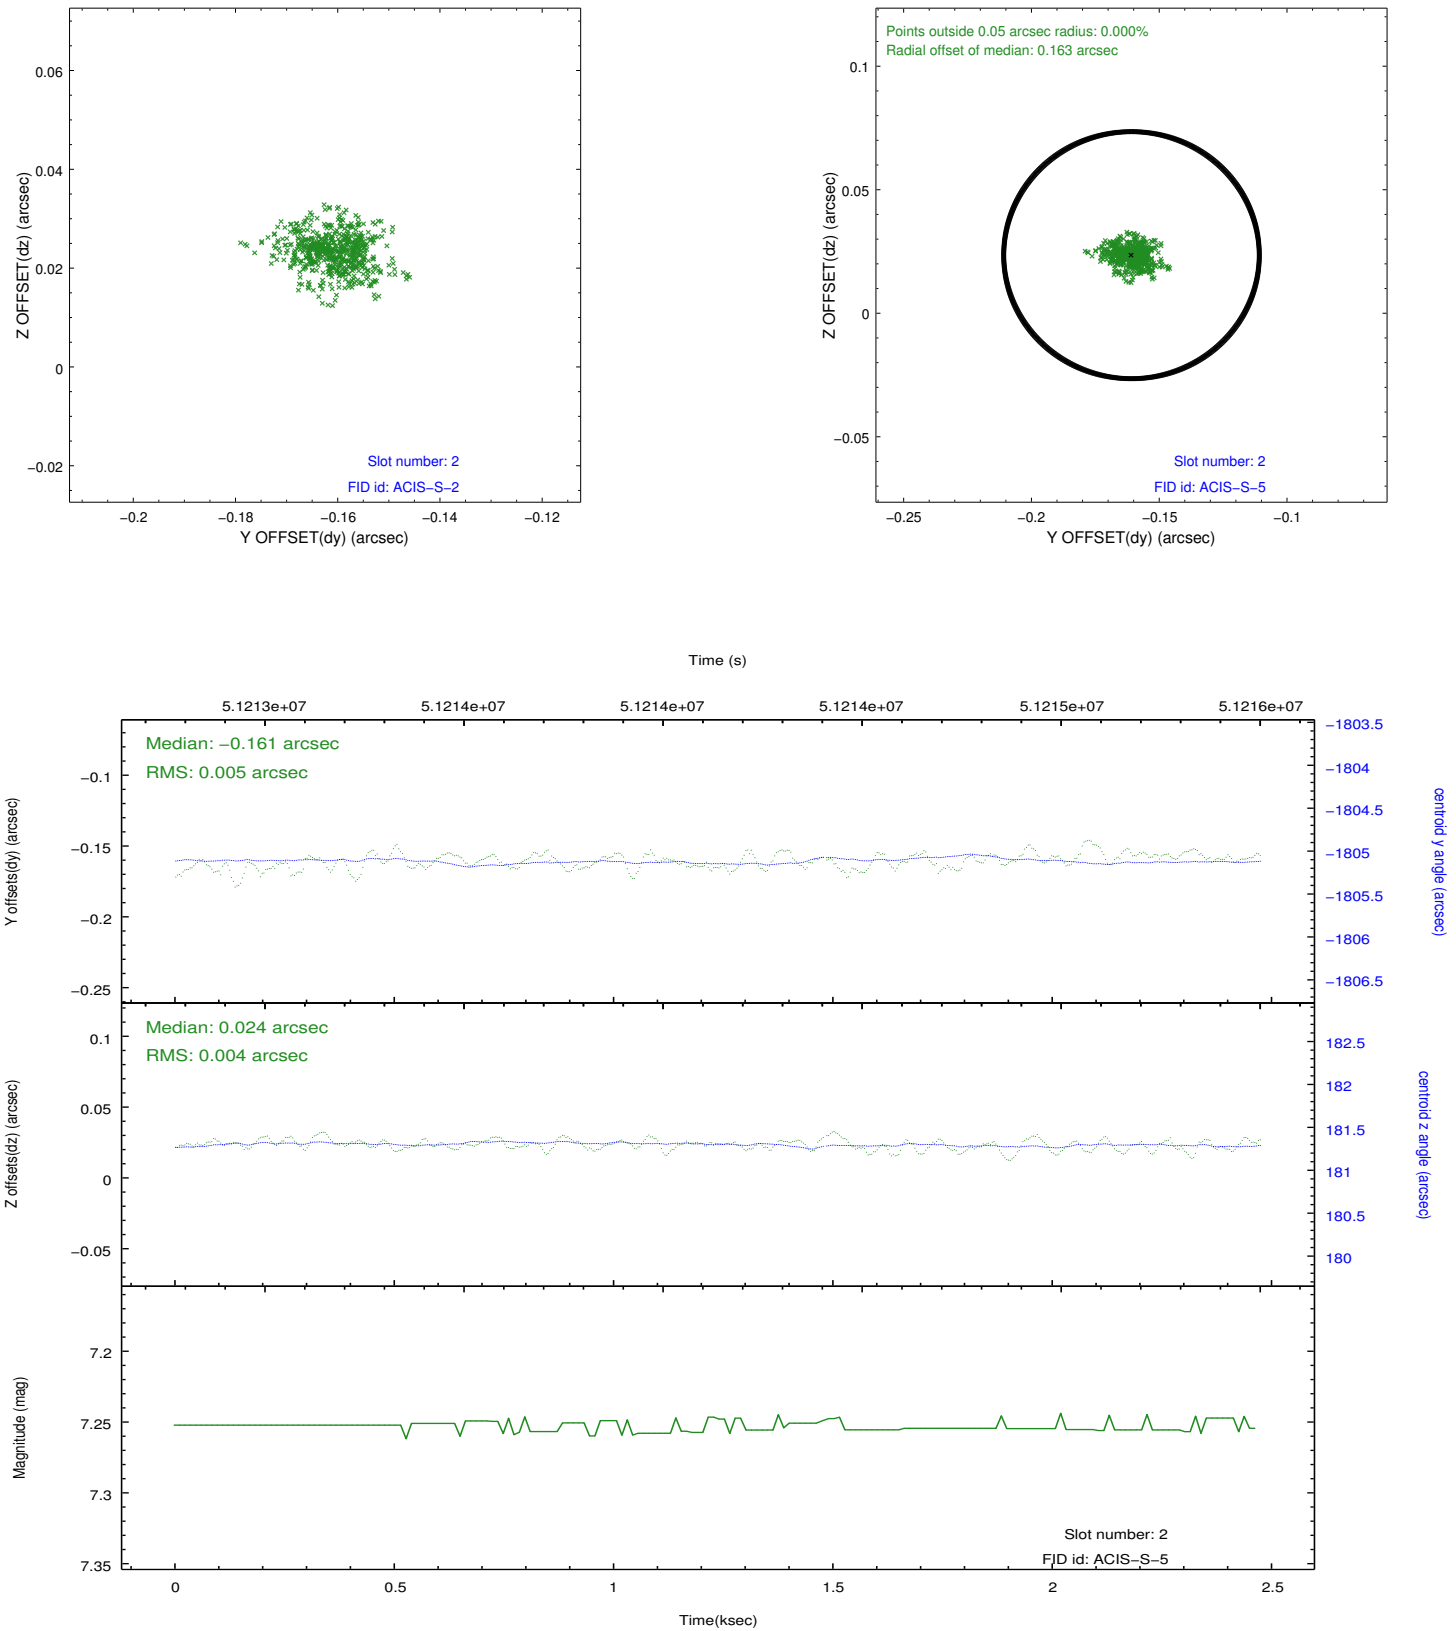 0.06
0.04
0.02
0
−0.02
Z OFFSET(dz) (arcsec)
Slot number: 2
FID id: ACIS−S−2
−0.2
−0.18
−0.16
−0.14
−0.12
Y OFFSET(dy) (arcsec)
Points outside 0.05 arcsec radius: 0.000%
Radial offset of median: 0.163 arcsec
0.1
0.05
0
−0.05
Z OFFSET(dz) (arcsec)
Slot number: 2
FID id: ACIS−S−5
−0.25
−0.2
−0.15
−0.1
Y OFFSET(dy) (arcsec)
Time (s)
5.1213e+07
5.1214e+07
5.1214e+07
5.1214e+07
5.1215e+07
5.1216e+07
Median: −0.161 arcsec
RMS: 0.005 arcsec
−0.1
−0.15
−0.2
−0.25
Y offsets(dy) (arcsec)
−1803.5
−1804
−1804.5
−1805
−1805.5
−1806
−1806.5
centroid y angle (arcsec)
Median: 0.024 arcsec
RMS: 0.004 arcsec
0.1
0.05
0
−0.05
Z offsets(dz) (arcsec)
182.5
182
181.5
181
180.5
180
centroid z angle (arcsec)
7.2
7.25
7.3
7.35
Magnitude (mag)
Slot number: 2
FID id: ACIS−S−5
0
0.5
1
1.5
2
2.5
Time(ksec)